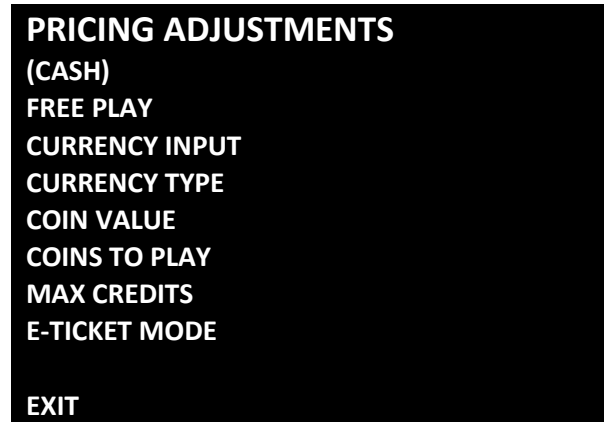 PRICING ADJUSTMENTS
(CASH)
FREE PLAY
CURRENCY INPUT
CURRENCY TYPE
COIN VALUE
COINS TO PLAY
MAX CREDITS
E-TICKET MODE
EXIT